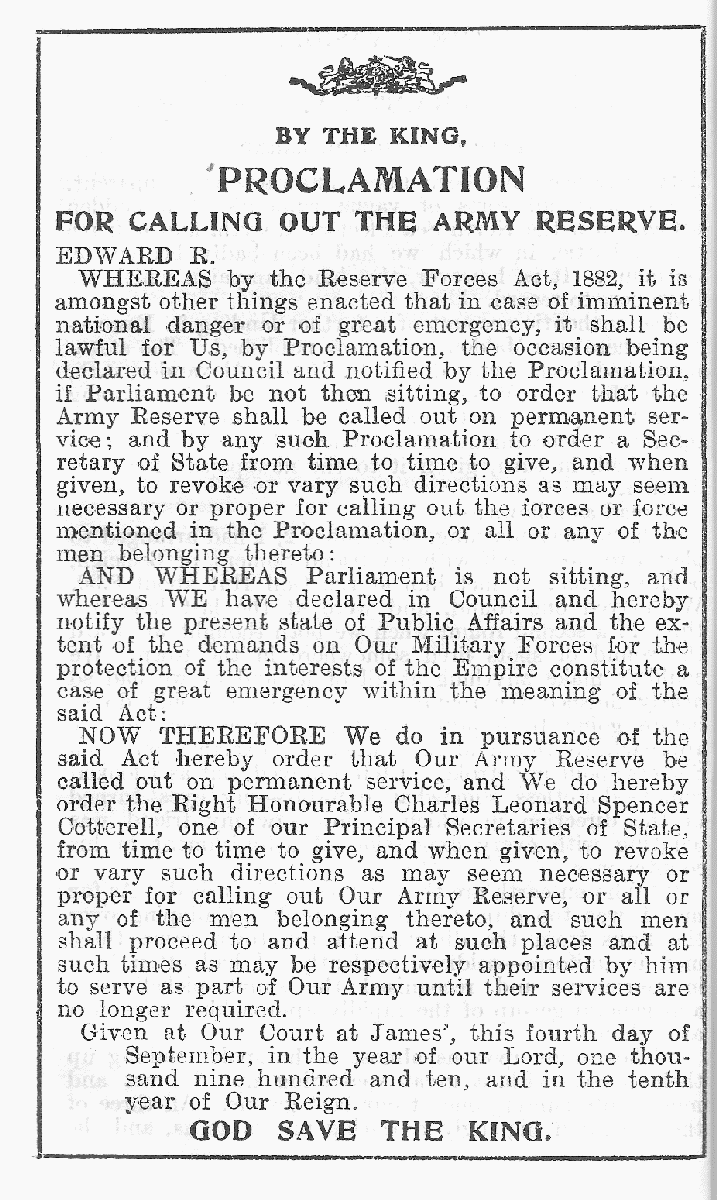 BY THE KING,
PROCLAMATION
FOR CALLING OUT THE ARMY RESERVE.
EDWARD R.
WHEREAS by the Reserve Forces Act, 1882, it is
amongst other things enacted that in case of imminent
national danger or of great emergency, it shall be
lawful for Us, by Proclamation, the occasion being
declared in Council and notified by the Proclamation,
if Parliament be not then sitting, to order that the
Army Reserve shall be called out on permanent ser-
vice; and by any such Proclamation to order a Sec-
retary of State from time to time to give, and when
given, to revoke or vary such directions as may seem
necessary or proper for calling out the forces or force
mentioned in the Proclamation, or all or any of the
men belonging thereto:
AND WHEREAS Parliament is not sitting, and
whereas WE have declared in Council and hereby
notify the present state of Public Affairs and the ex-
tent of the demands on Our Military Forces for the
protection of the interests of the Empire constitute a
case of great emergency within the meaning of the
said Act:
NOW THEREFORE We do in pursuance of the
said Act hereby order that Our Army Reserve be
called out on permanent service, and We do hereby
order the Right Honourable Charles Leonard Spencer
Cotterell, one of our Principal Secretaries of State,
from time to time to give, and when given, to revoke
or vary such directions as may seem necessary or
proper for calling out Our Army Reserve, or all or
any of the men belonging thereto, and such men
shall proceed to and attend at such places and at
such times as may be respectively appointed by him
to serve as part of Our Army until their services are
no longer required.
Given at Our Court at James', this fourth day of
September, in the year of our Lord, one thou-
sand nine hundred and ten, and in the tenth
year of Our Reign.
GOD SAVE THE KING.